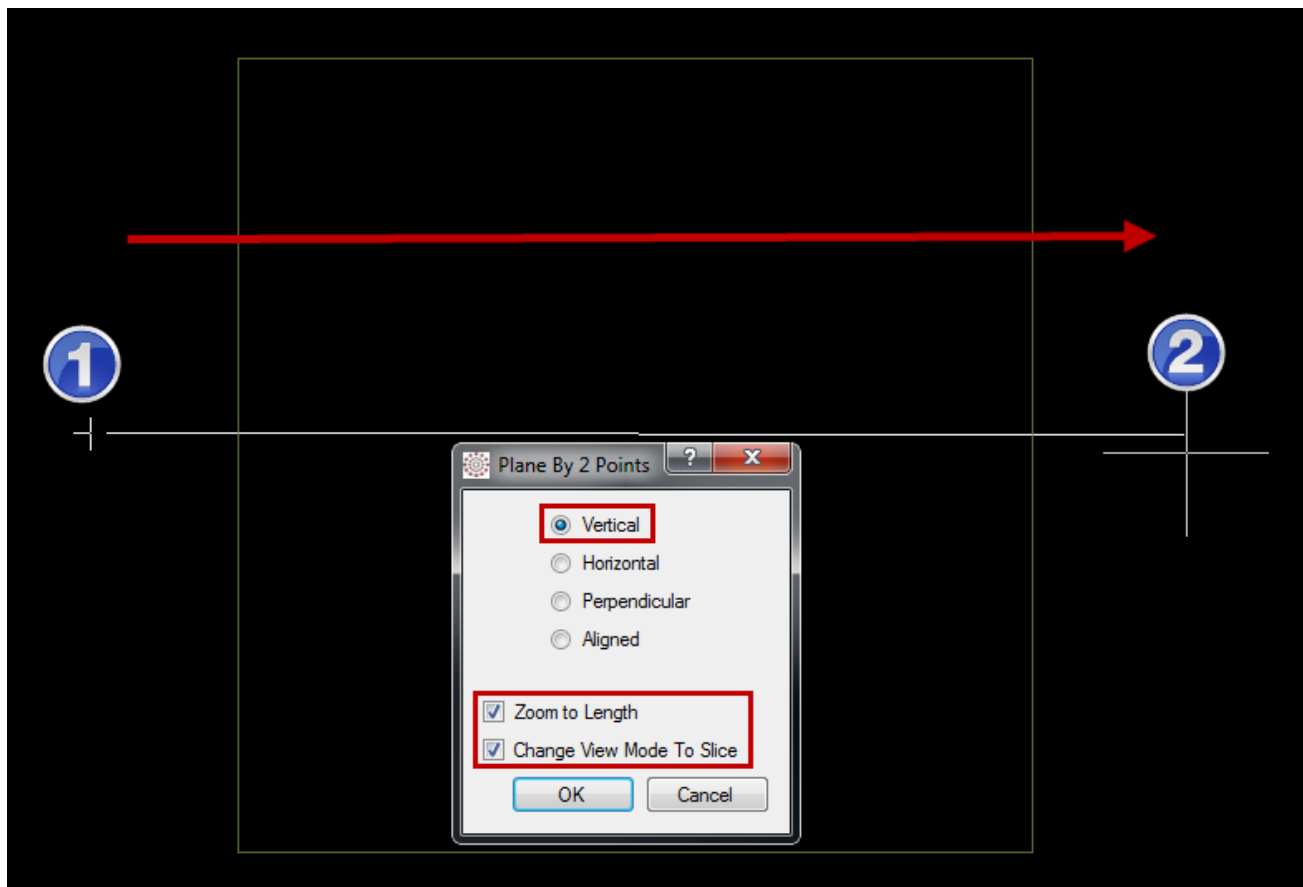 1
2
Plane By 2 Points
?
X
Vertical
Horizontal
Perpendicular
Aligned
Zoom to Length
Change View Mode To Slice
OK Cancel